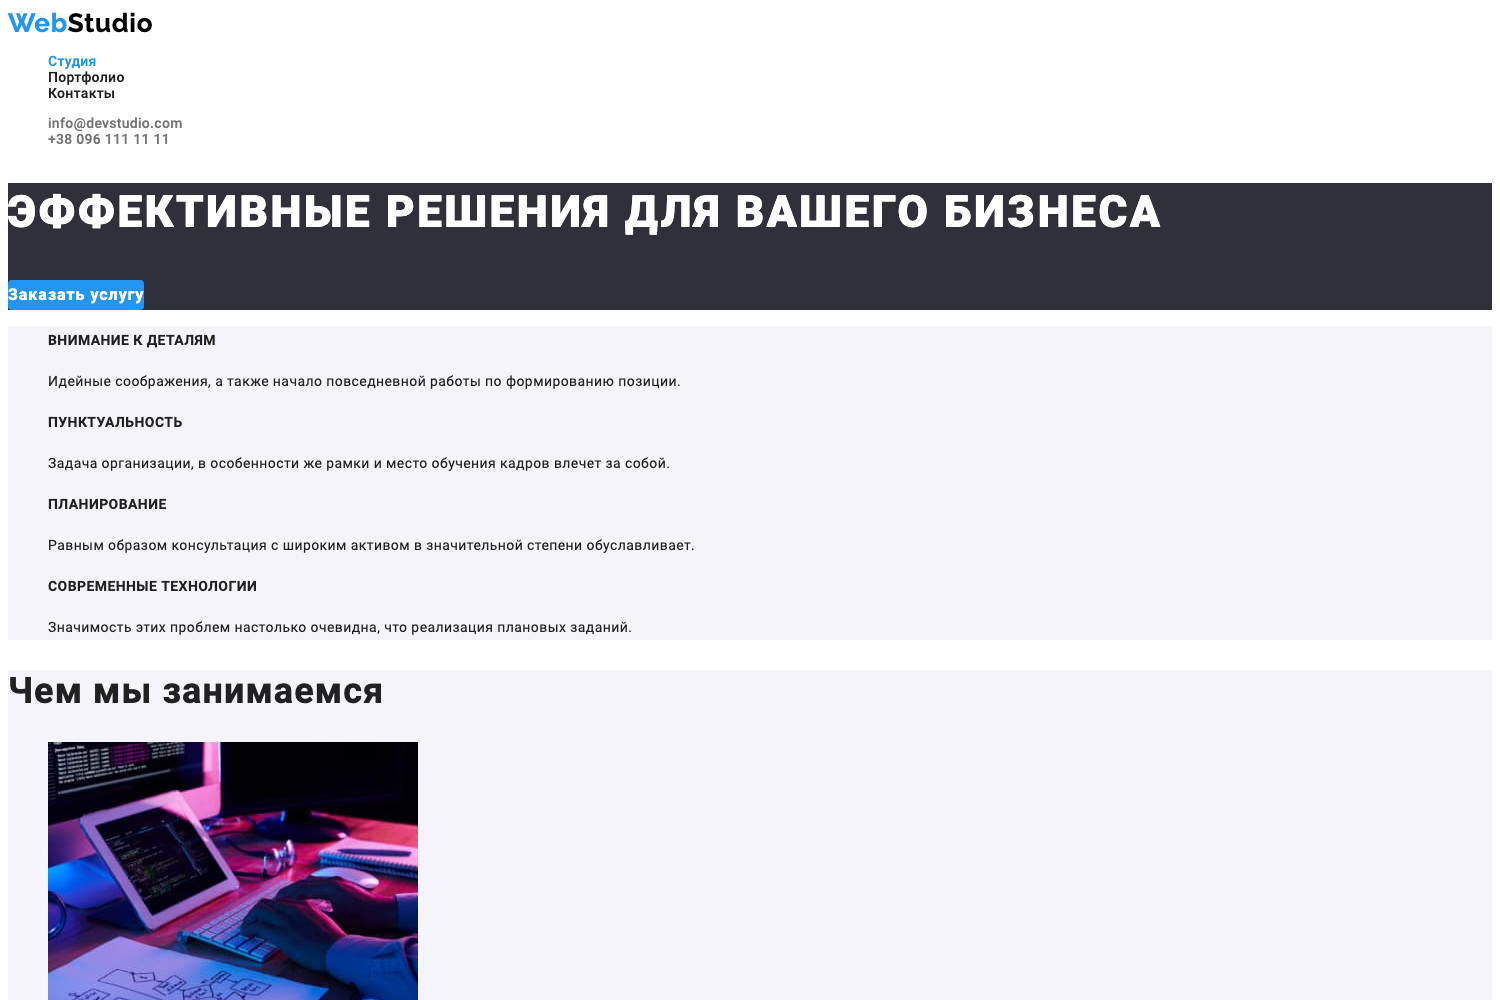 WebStudio
Студия
Портфолио
Контакты
info@devstudio.com
+38 096 111 11 11
ЭФФЕКТИВНЫЕ РЕШЕНИЯ ДЛЯ ВАШЕГО БИЗНЕСА
Заказать услугу
ВНИМАНИЕ К ДЕТАЛЯМ
Идейные соображения, а также начало повседневной работы по формированию позиции.
ПУНКТУАЛЬНОСТЬ
Задача организации, в особенности же рамки и место обучения кадров влечет за собой.
ПЛАНИРОВАНИЕ
Равным образом консультация с широким активом в значительной степени обуславливает.
СОВРЕМЕННЫЕ ТЕХНОЛОГИИ
Значимость этих проблем настолько очевидна, что реализация плановых заданий.
Чем мы занимаемся